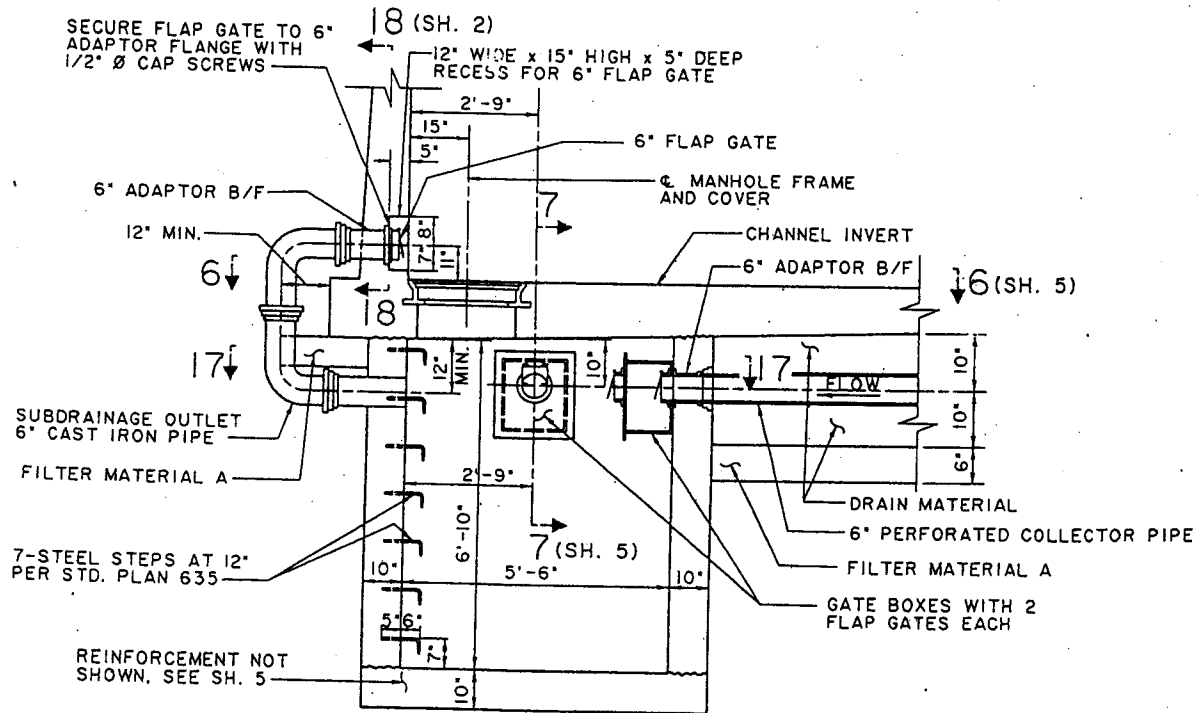 SECURE FLAP GATE TO 6"
ADAPTOR FLANGE WITH
1/2" Ø CAP SCREWS
18 (SH. 2)
12" WIDE x 15" HIGH x 5" DEEP
RECESS FOR 6" FLAP GATE
2'-9"
15"
5"
6" FLAP GATE
6" ADAPTOR B/F
℄ MANHOLE FRAME
AND COVER
7
12" MIN.
8"
7"
11"
CHANNEL INVERT
6" ADAPTOR B/F
6
6 (SH. 5)
8
17
12"
MIN.
10"
17
FLOW
10"
10"
6"
SUBDRAINAGE OUTLET
6" CAST IRON PIPE
FILTER MATERIAL A
2'-9"
6'-10"
7 (SH. 5)
DRAIN MATERIAL
6" PERFORATED COLLECTOR PIPE
7-STEEL STEPS AT 12"
PER STD. PLAN 635
10"
5'-6"
10"
FILTER MATERIAL A
GATE BOXES WITH 2
FLAP GATES EACH
5"
6"
7"
REINFORCEMENT NOT
SHOWN, SEE SH. 5
10"